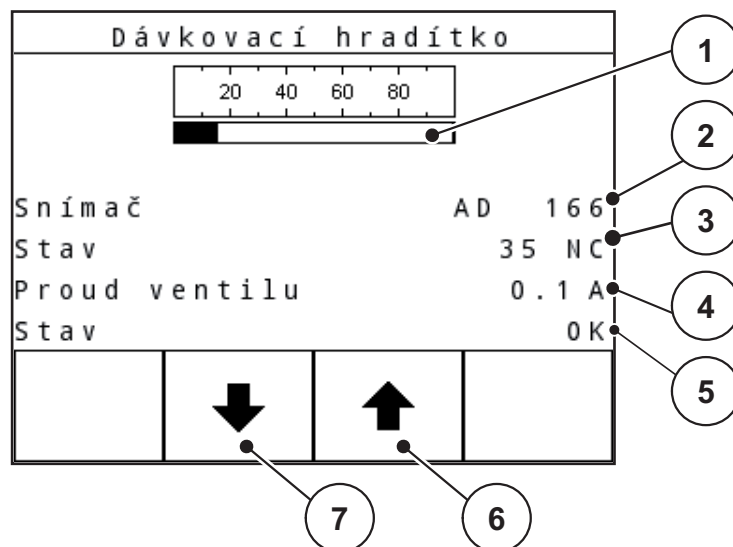 Dávkovací hradítko
20 40 60 80
Snímač AD 166
Stav 35 NC
Proud ventilu 0.1 A
Stav OK
1
2
3
4
5
6
7